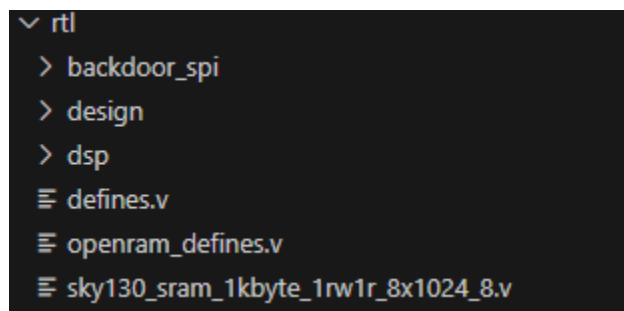 rtl
backdoor_spi
design
dsp
defines.v
openram_defines.v
sky130_sram_1kbyte_1rw1r_8x1024_8.v